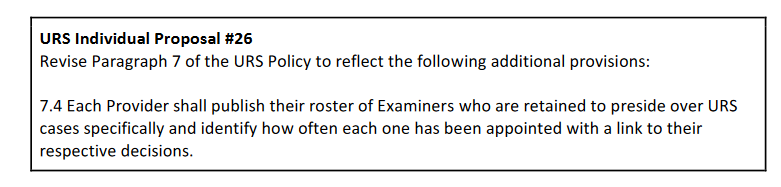 URS Individual Proposal #26
Revise Paragraph 7 of the URS Policy to reflect the following additional provisions:
7.4 Each Provider shall publish their roster of Examiners who are retained to preside over URS
cases specifically and identify how often each one has been appointed with a link to their
respective decisions.